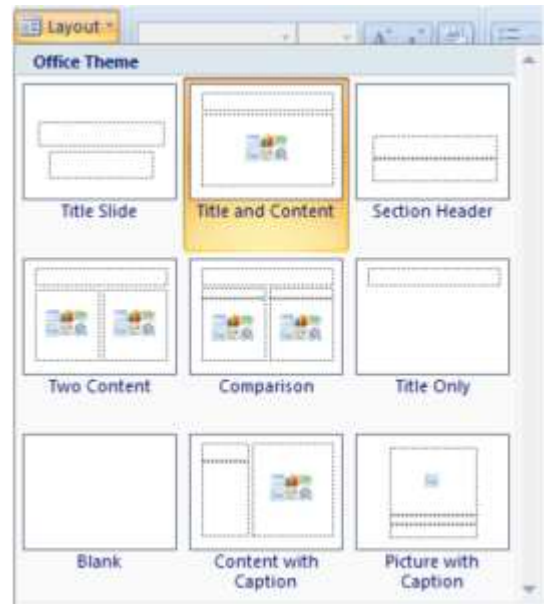 Layout
Office Theme
Title Slide
Title and Content
Section Header
Two Content
Comparison
Title Only
Blank
Content with
Caption
Picture with
Caption